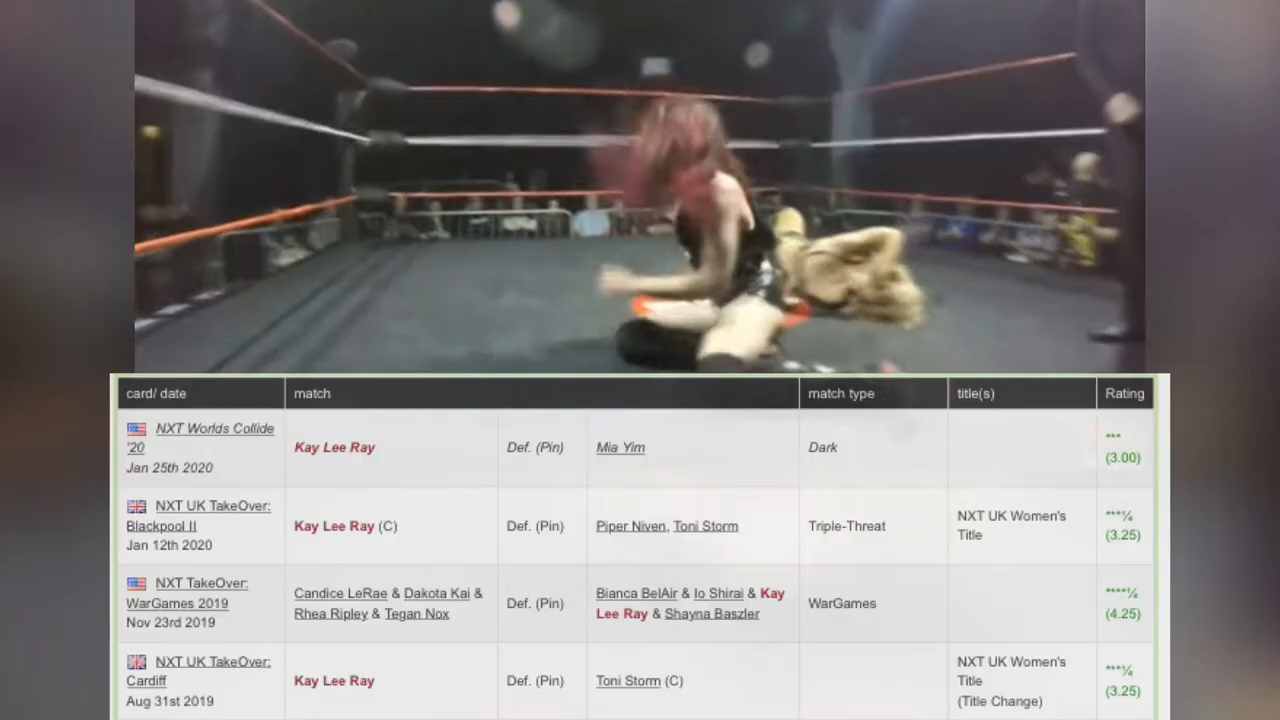 card/ date match match type title(s) Rating
NXT Worlds Collide
'20
Jan 25th 2020
Kay Lee Ray
Def. (Pin)
Mia Yim
Dark
***
(3.00)
NXT UK TakeOver:
Blackpool II
Jan 12th 2020
Kay Lee Ray (C)
Def. (Pin)
Piper Niven, Toni Storm
Triple-Threat
NXT UK Women's
Title
***¼
(3.25)
NXT TakeOver:
WarGames 2019
Nov 23rd 2019
Candice LeRae & Dakota Kai &
Rhea Ripley & Tegan Nox
Def. (Pin)
Bianca BelAir & Io Shirai & Kay
Lee Ray & Shayna Baszler
WarGames
****¼
(4.25)
NXT UK TakeOver:
Cardiff
Aug 31st 2019
Kay Lee Ray
Def. (Pin)
Toni Storm (C)
NXT UK Women's
Title
(Title Change)
***¼
(3.25)